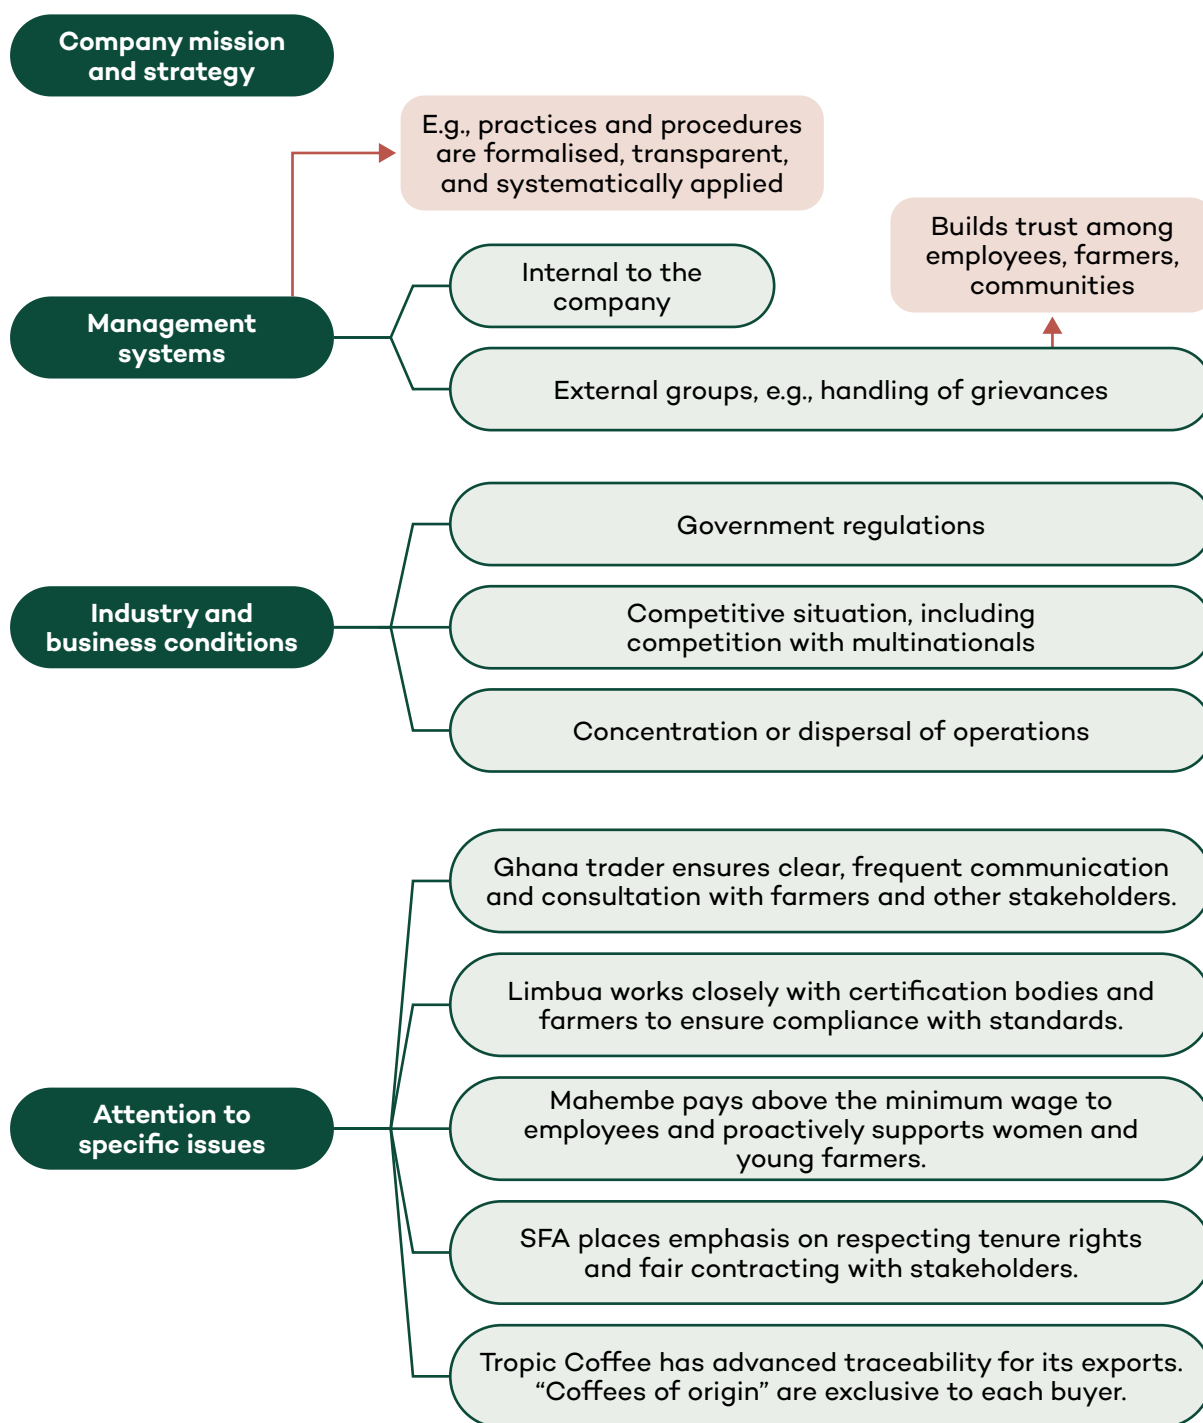 Company mission
and strategy
E.g., practices and procedures
are formalised, transparent,
and systematically applied
Builds trust among
employees, farmers,
communities
Internal to the
company
Management
systems
External groups, e.g., handling of grievances
Government regulations
Industry and
business conditions
Competitive situation, including
competition with multinationals
Concentration or dispersal of operations
Ghana trader ensures clear, frequent communication
and consultation with farmers and other stakeholders.
Limbua works closely with certification bodies and
farmers to ensure compliance with standards.
Attention to
specific issues
Mahembe pays above the minimum wage to
employees and proactively supports women and
young farmers.
SFA places emphasis on respecting tenure rights
and fair contracting with stakeholders.
Tropic Coffee has advanced traceability for its exports.
“Coffees of origin” are exclusive to each buyer.